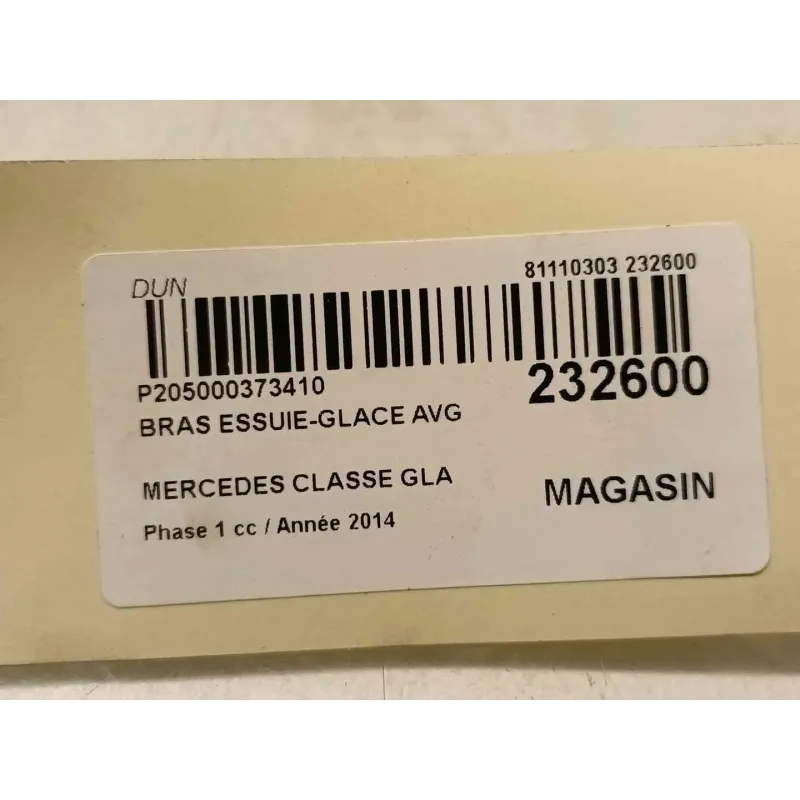 DUN
81110303 232600
P205000373410
232600
BRAS ESSUIE-GLACE AVG
MERCEDES CLASSE GLA
MAGASIN
Phase 1 cc / Année 2014